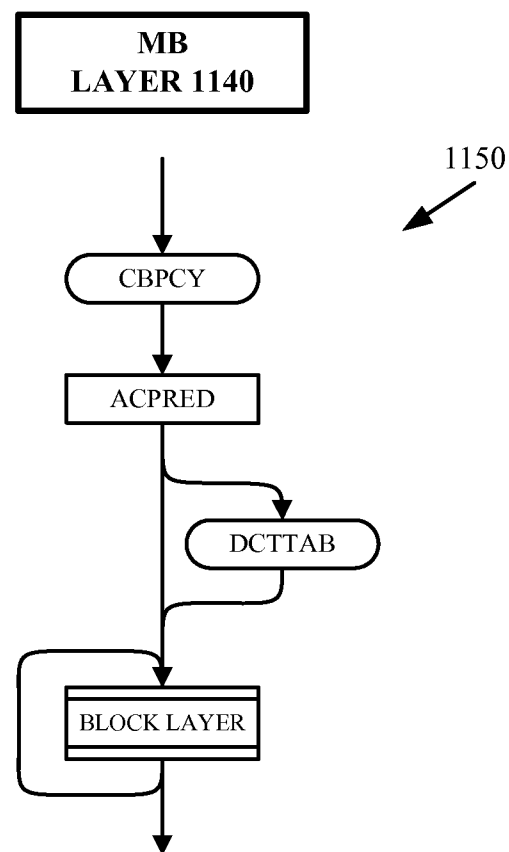 MB
LAYER 1140
1150
CBPCY
ACPRED
DCTTAB
BLOCK LAYER